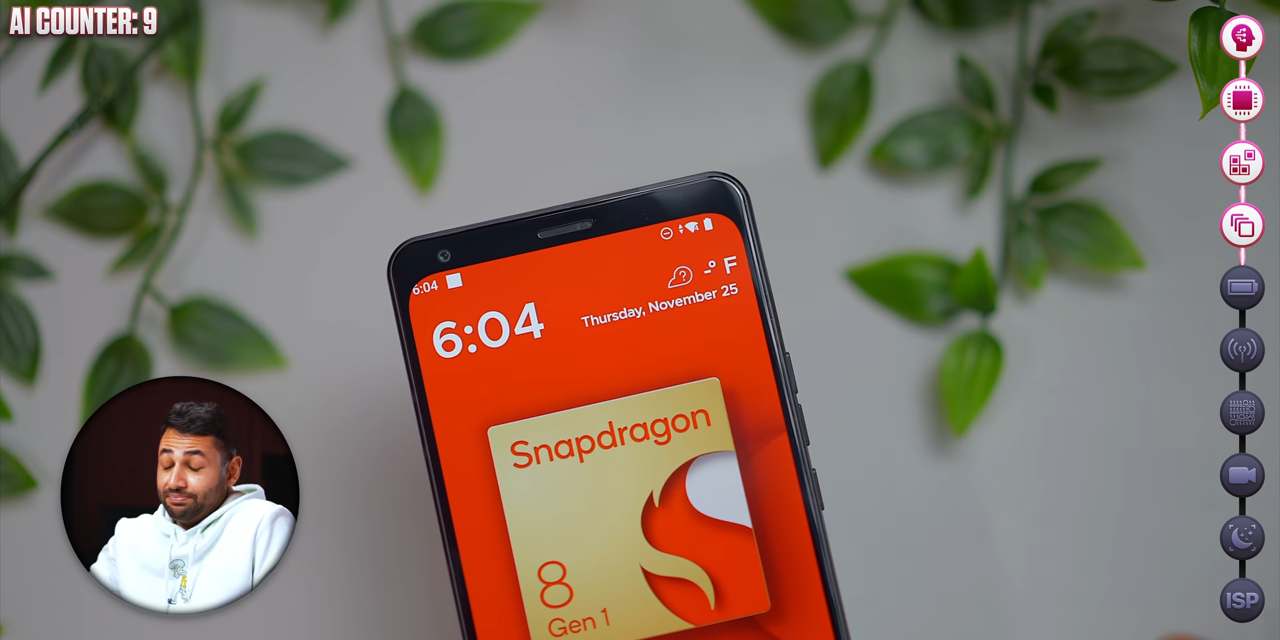 AI COUNTER: 9
6:04
- ° F
6:04
Thursday, November 25
Snapdragon
8
Gen 1
ISP